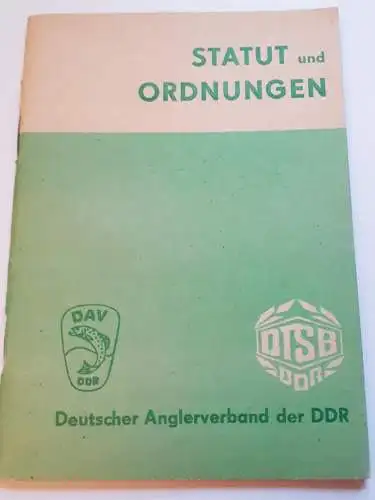 STATUT und
ORDNUNGEN
DAV
DDR
DTSB
DDR
Deutscher Anglerverband der DDR